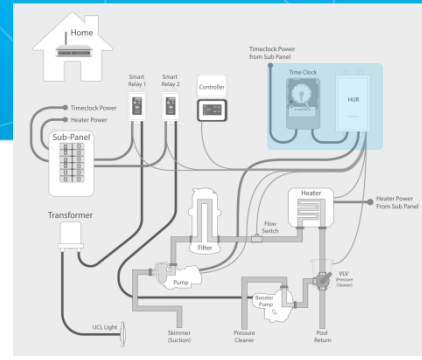 Home
Timeclock Power
from Sub Panel
Smart
Relay 1
Smart
Relay 2
Controller
Time Clock
HUB
Timeclock Power
Heater Power
Sub-Panel
Heater
Heater Power
From Sub Panel
Transformer
Flow
Switch
Filter
VLV
(Pressure
Cleaner)
Pump
Booster
Pump
UCL Light
Skimmer
(Suction)
Pressure
Cleaner
Pool
Return